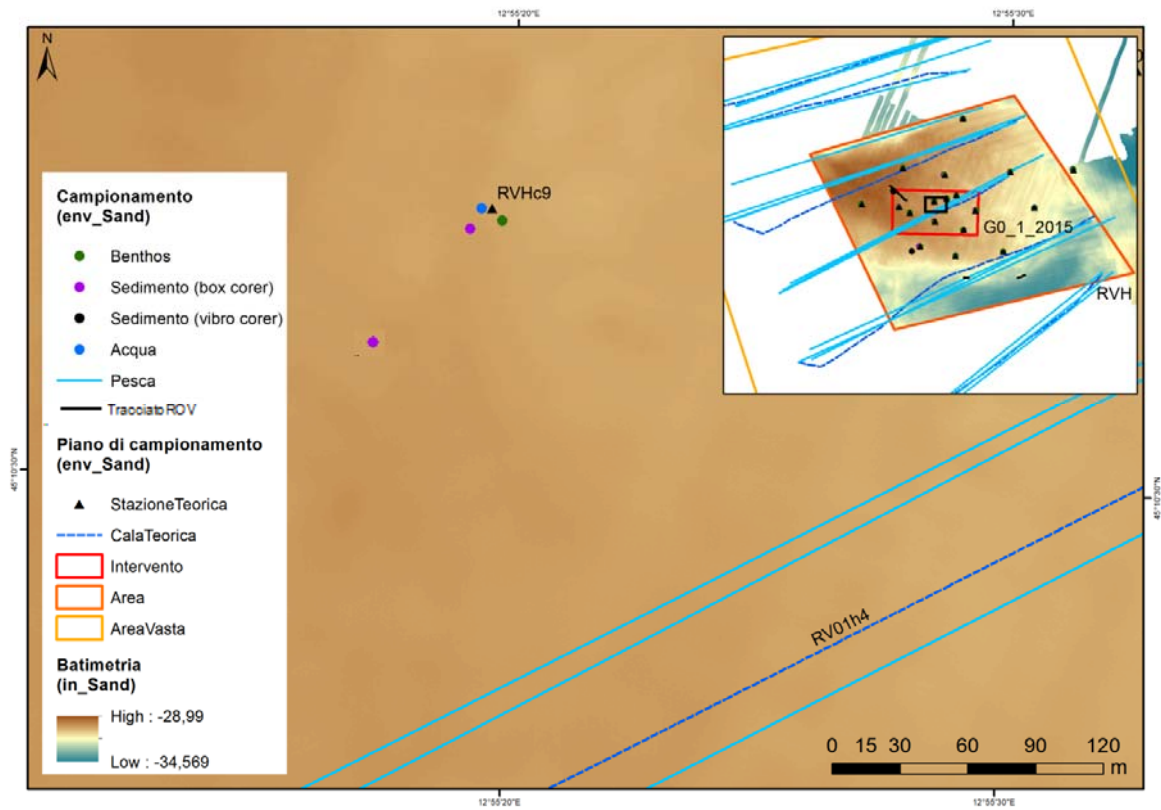 12°55'20"E
12°55'30"E
N
RVHc9
G0_1_2015
RVH
Campionamento
(env_Sand)
Benthos
Sedimento (box corer)
Sedimento (vibro corer)
Acqua
Pesca
TracciatoROV
Piano di campionamento
(env_Sand)
StazioneTeorica
CalaTeorica
Intervento
Area
AreaVasta
Batimetria
(in_Sand)
High : -28,99
Low : -34,569
45°10'30"N
45°10'30"N
RV01h4
0 15 30 60 90 120
m
12°55'20"E
12°55'30"E